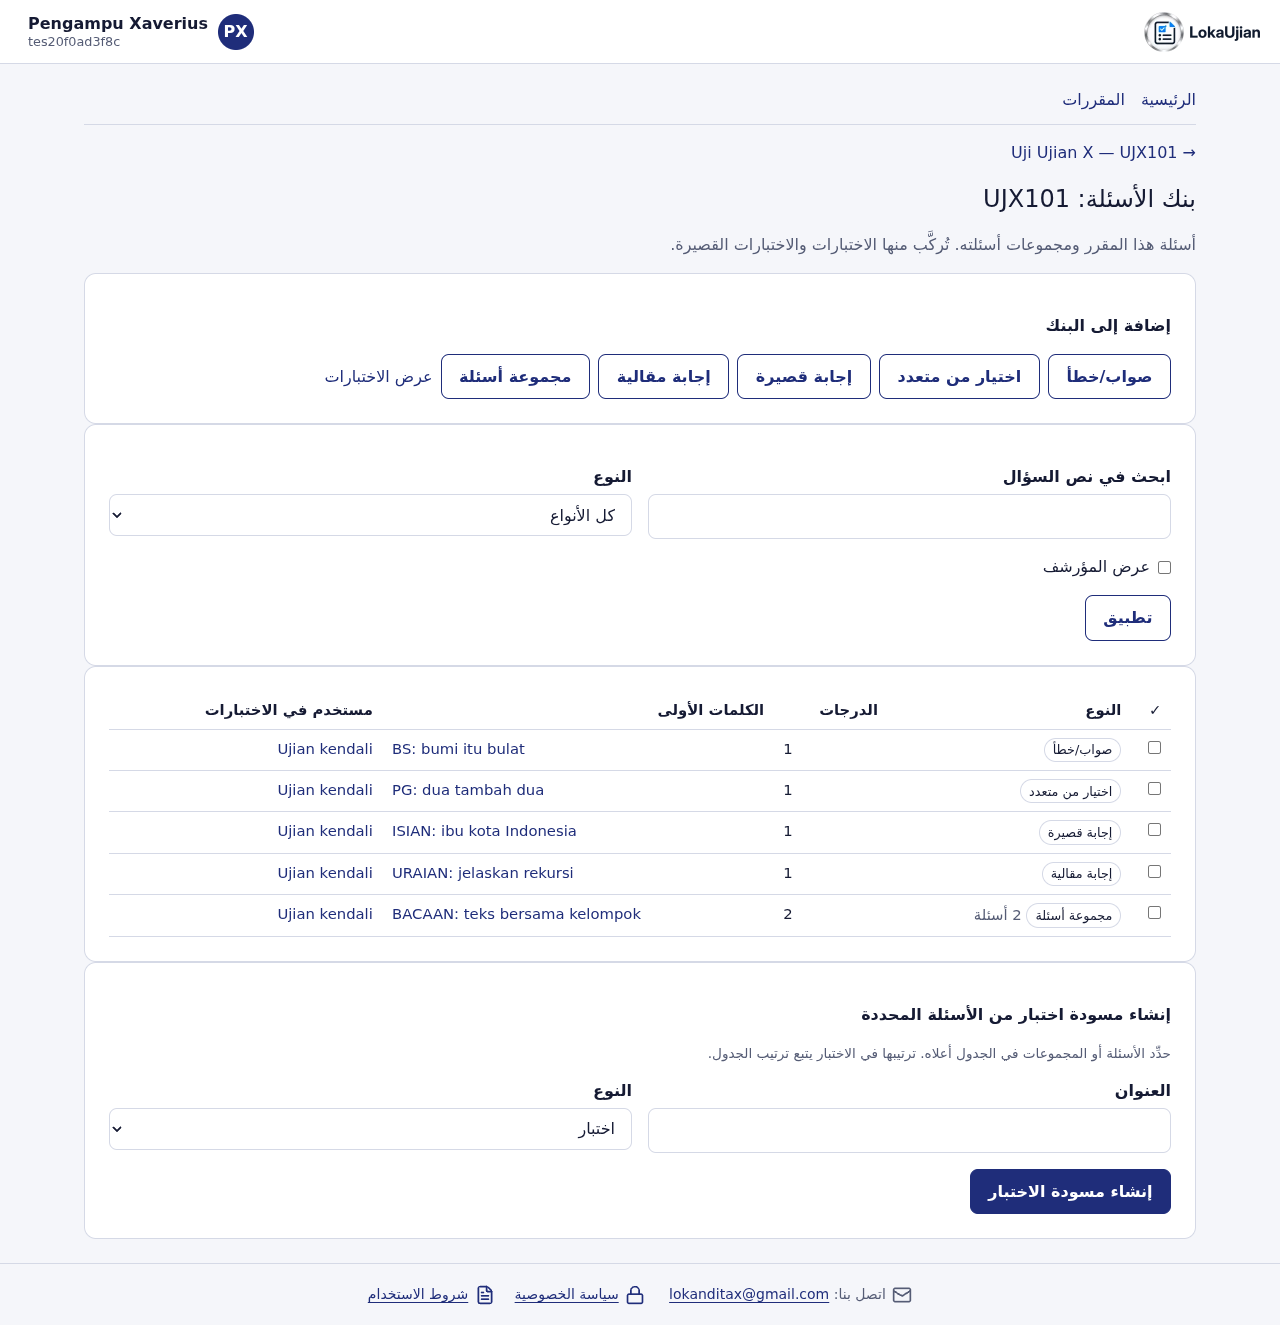 LokaUjian
Pengampu Xaverius
PX
tes20f0ad3f8c
الرئيسية المقررات
→ Uji Ujian X — UJX101
بنك الأسئلة: UJX101
أسئلة هذا المقرر ومجموعات أسئلته. تُركَّب منها الاختبارات والاختبارات القصيرة.
إضافة إلى البنك
صواب/خطأ اختيار من متعدد إجابة قصيرة إجابة مقالية مجموعة أسئلة عرض الاختبارات
ابحث في نص السؤال النوع
كل الأنواع
عرض المؤرشف
تطبيق
✓ النوع الدرجات الكلمات الأولى مستخدم في الاختبارات
صواب/خطأ 1 BS: bumi itu bulat Ujian kendali
اختيار من متعدد 1 PG: dua tambah dua Ujian kendali
إجابة قصيرة 1 ISIAN: ibu kota Indonesia Ujian kendali
إجابة مقالية 1 URAIAN: jelaskan rekursi Ujian kendali
مجموعة أسئلة 2 أسئلة 2 BACAAN: teks bersama kelompok Ujian kendali
إنشاء مسودة اختبار من الأسئلة المحددة
حدِّد الأسئلة أو المجموعات في الجدول أعلاه. ترتيبها في الاختبار يتبع ترتيب الجدول.
العنوان النوع
اختبار
إنشاء مسودة الاختبار
اتصل بنا: lokanditax@gmail.com سياسة الخصوصية شروط الاستخدام